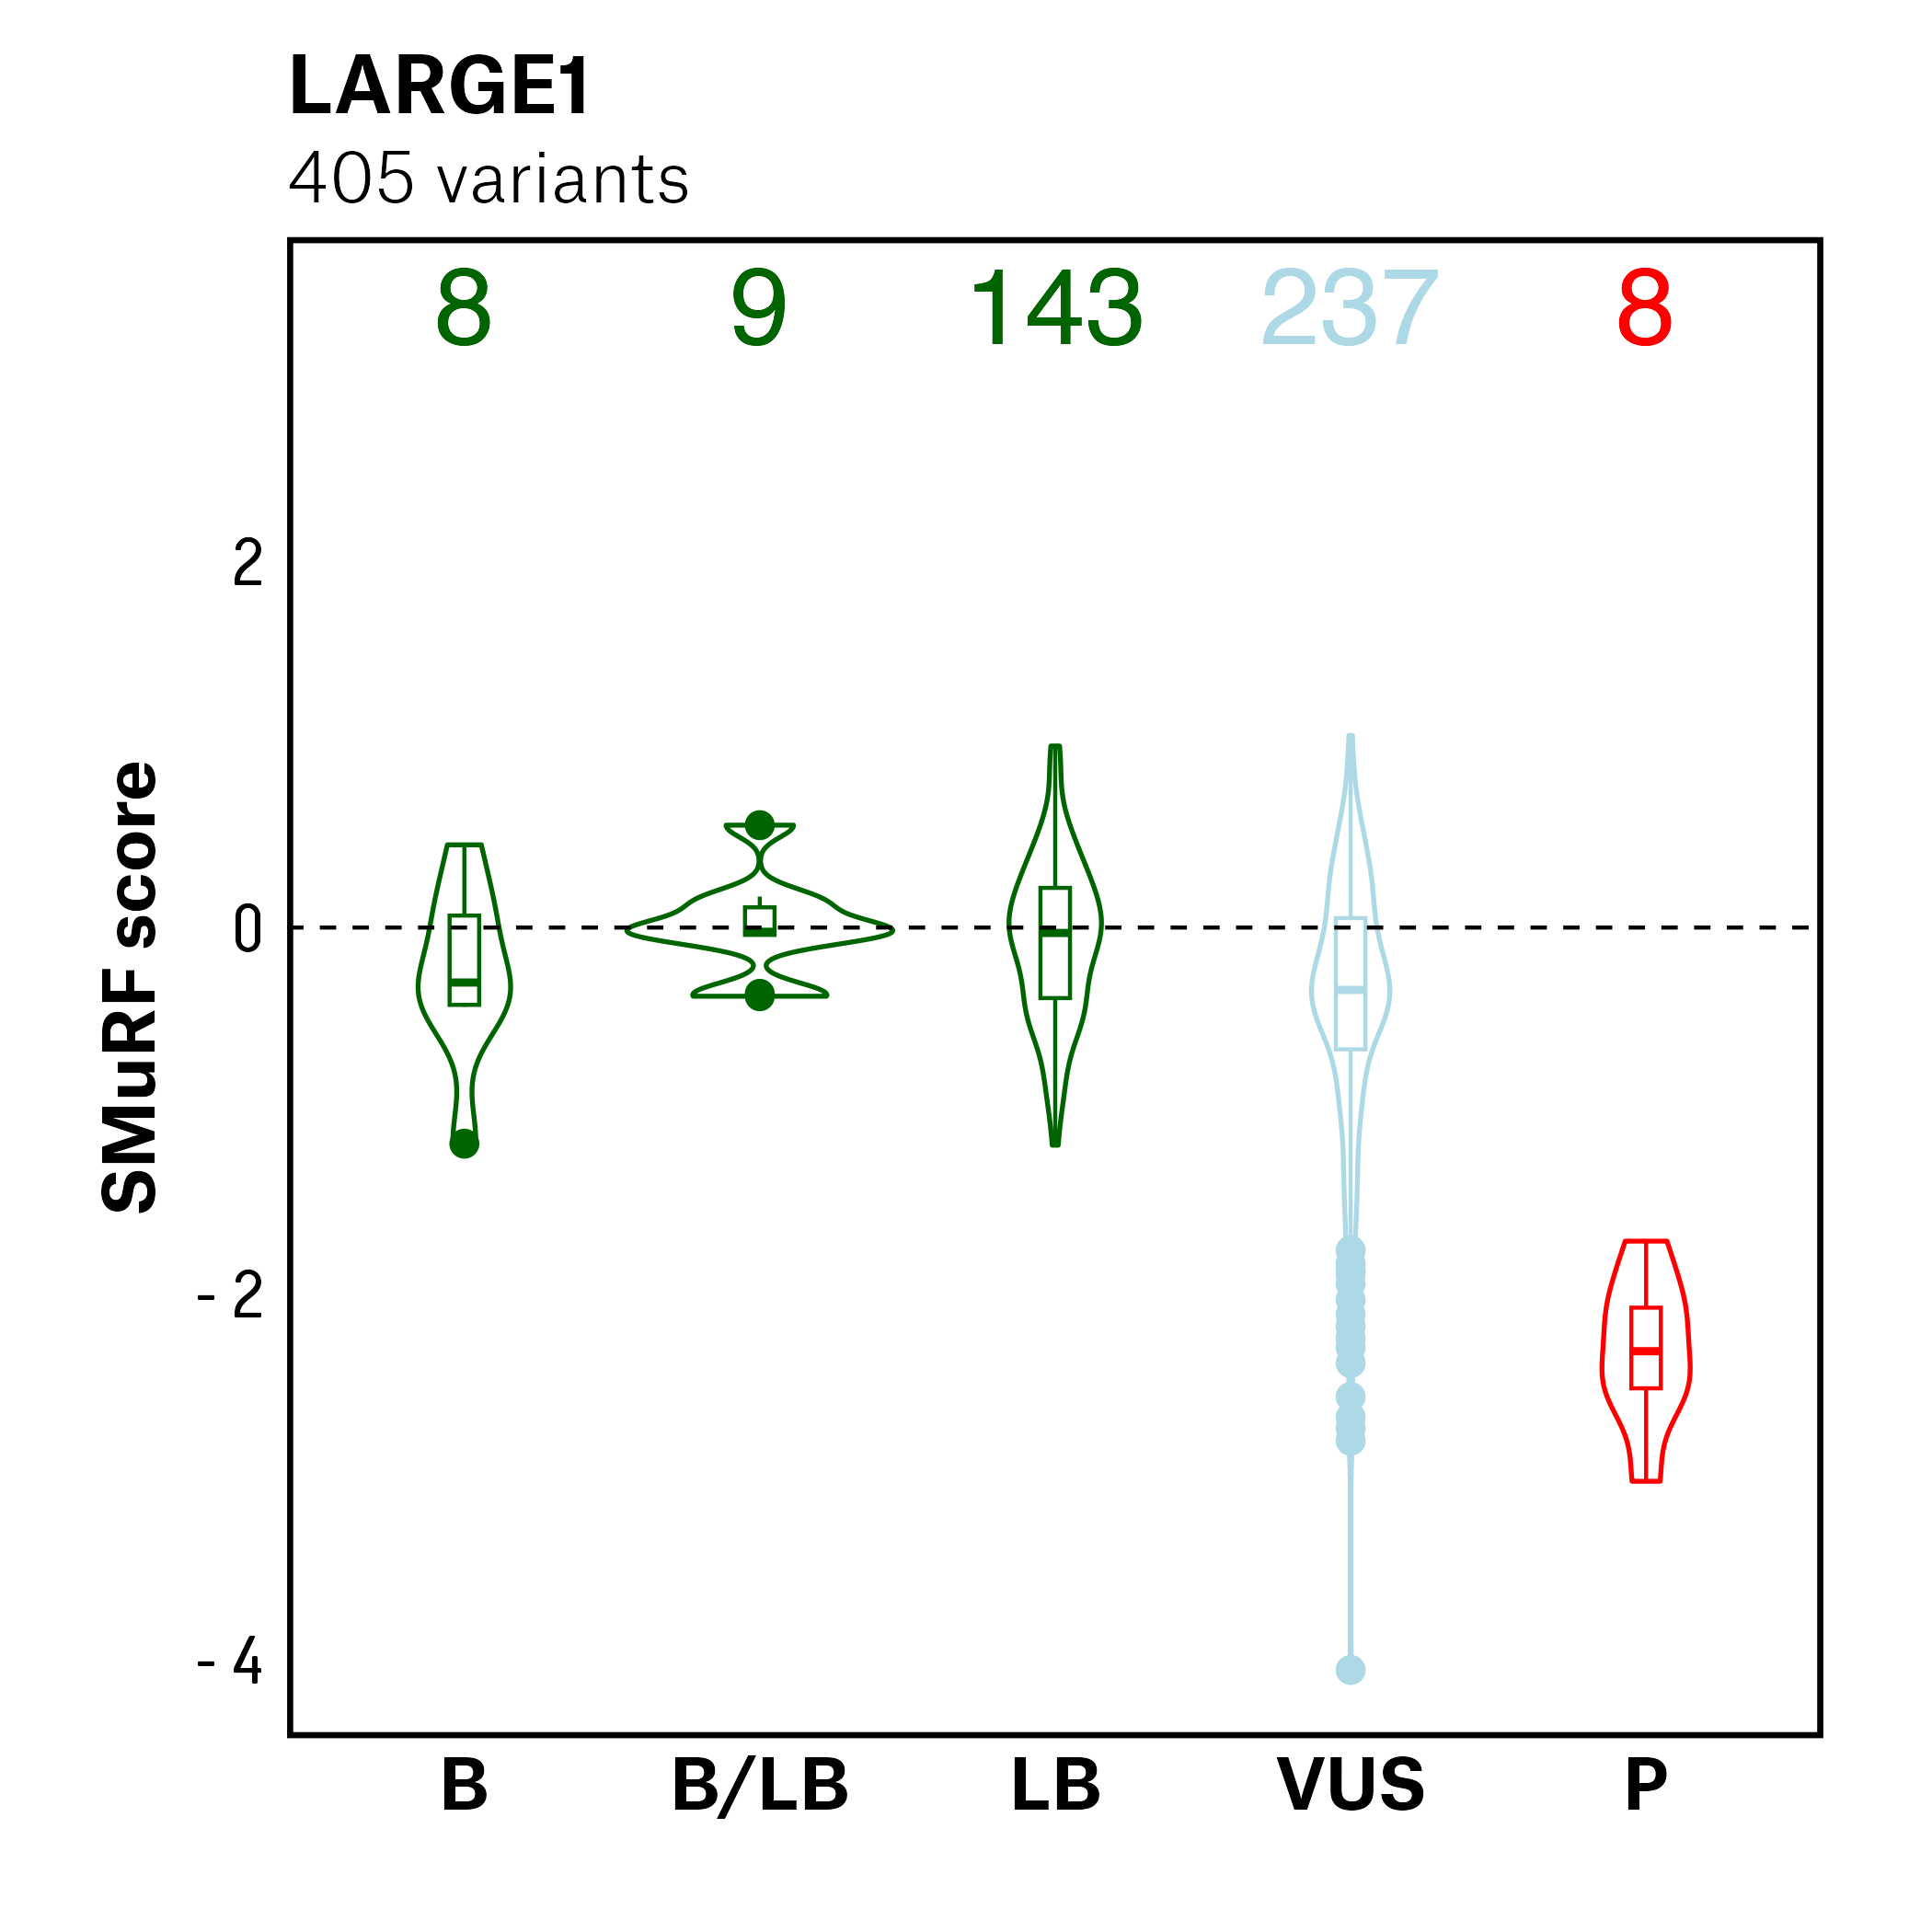 LARGE1
405 variants
8 9 143 237 8
2
0
- 2
- 4
SMuRF score
B B/LB LB VUS P